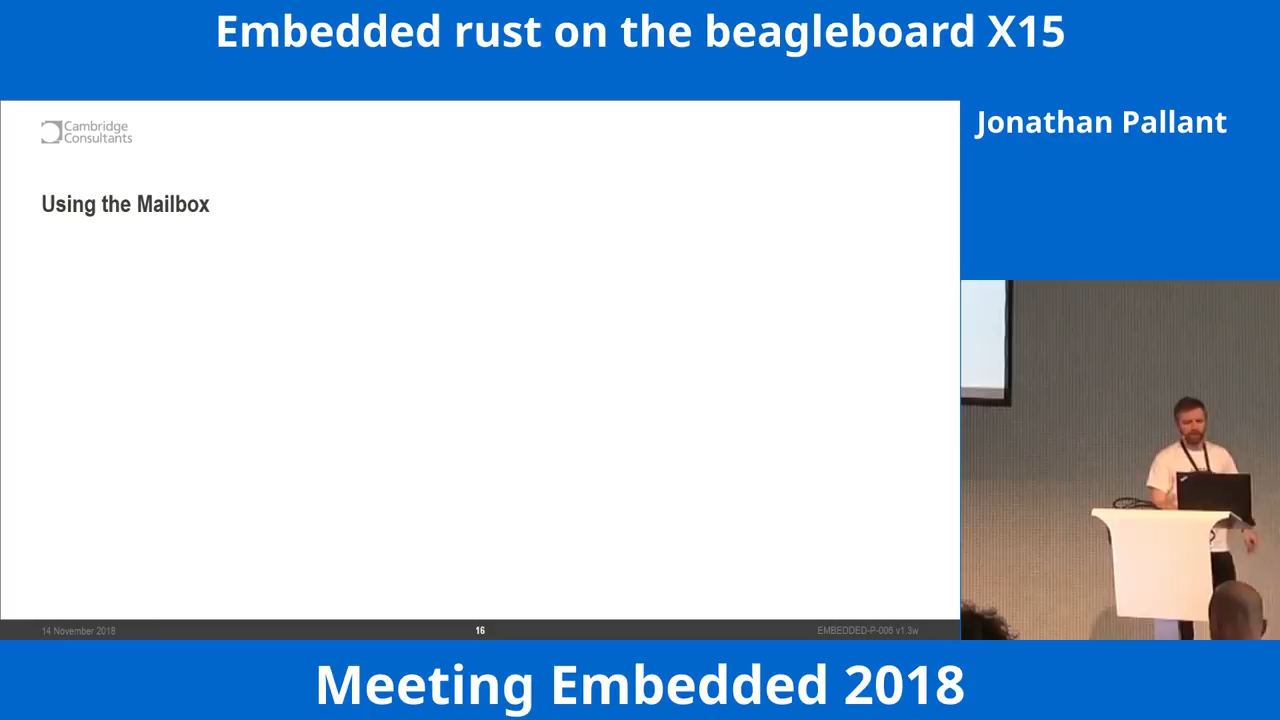 Embedded rust on the beagleboard X15
Jonathan Pallant
Cambridge
Consultants
Using the Mailbox
14 November 2018
16
EMBEDDED-P-006 v1.3w
Meeting Embedded 2018